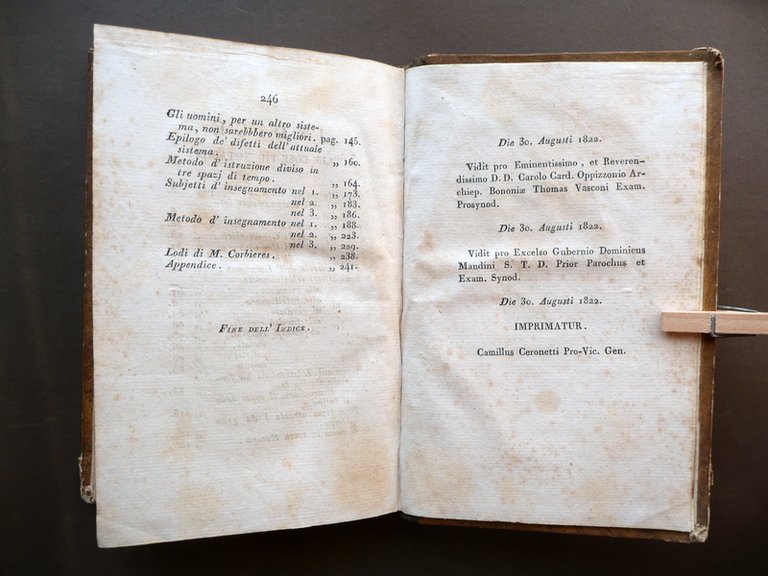 246
Gli uomini, per un altro siste-
ma, non sarebbbero migliori. pag. 145.
Epilogo de' difetti dell'attuale
sistema. „ 160.
Metodo d'istruzione diviso in
tre spazj di tempo. „ 164.
Subjetti d'insegnamento nel 1. „ 173.
nel 2. „ 183.
nel 3. „ 186.
Metodo d'insegnamento nel 1. „ 188.
nel 2. „ 223.
nel 3. „ 229.
Lodi di M. Corbieres. „ 238.
Appendice. „ 241.
FINE DELL' INDICE.
Die 30. Augusti 1822.
Vidit pro Eminentissimo, et Reveren-
dissimo D. D. Carolo Card. Oppizzonio Ar-
chiep. Bononiæ Thomas Vasconi Exam.
Prosynod.
Die 30. Augusti 1822.
Vidit pro Excelso Gubernio Dominicus
Mandini S. T. D. Prior Parochus et
Exam. Synod.
Die 30. Augusti 1822.
IMPRIMATUR.
Camillus Ceronetti Pro-Vic. Gen.